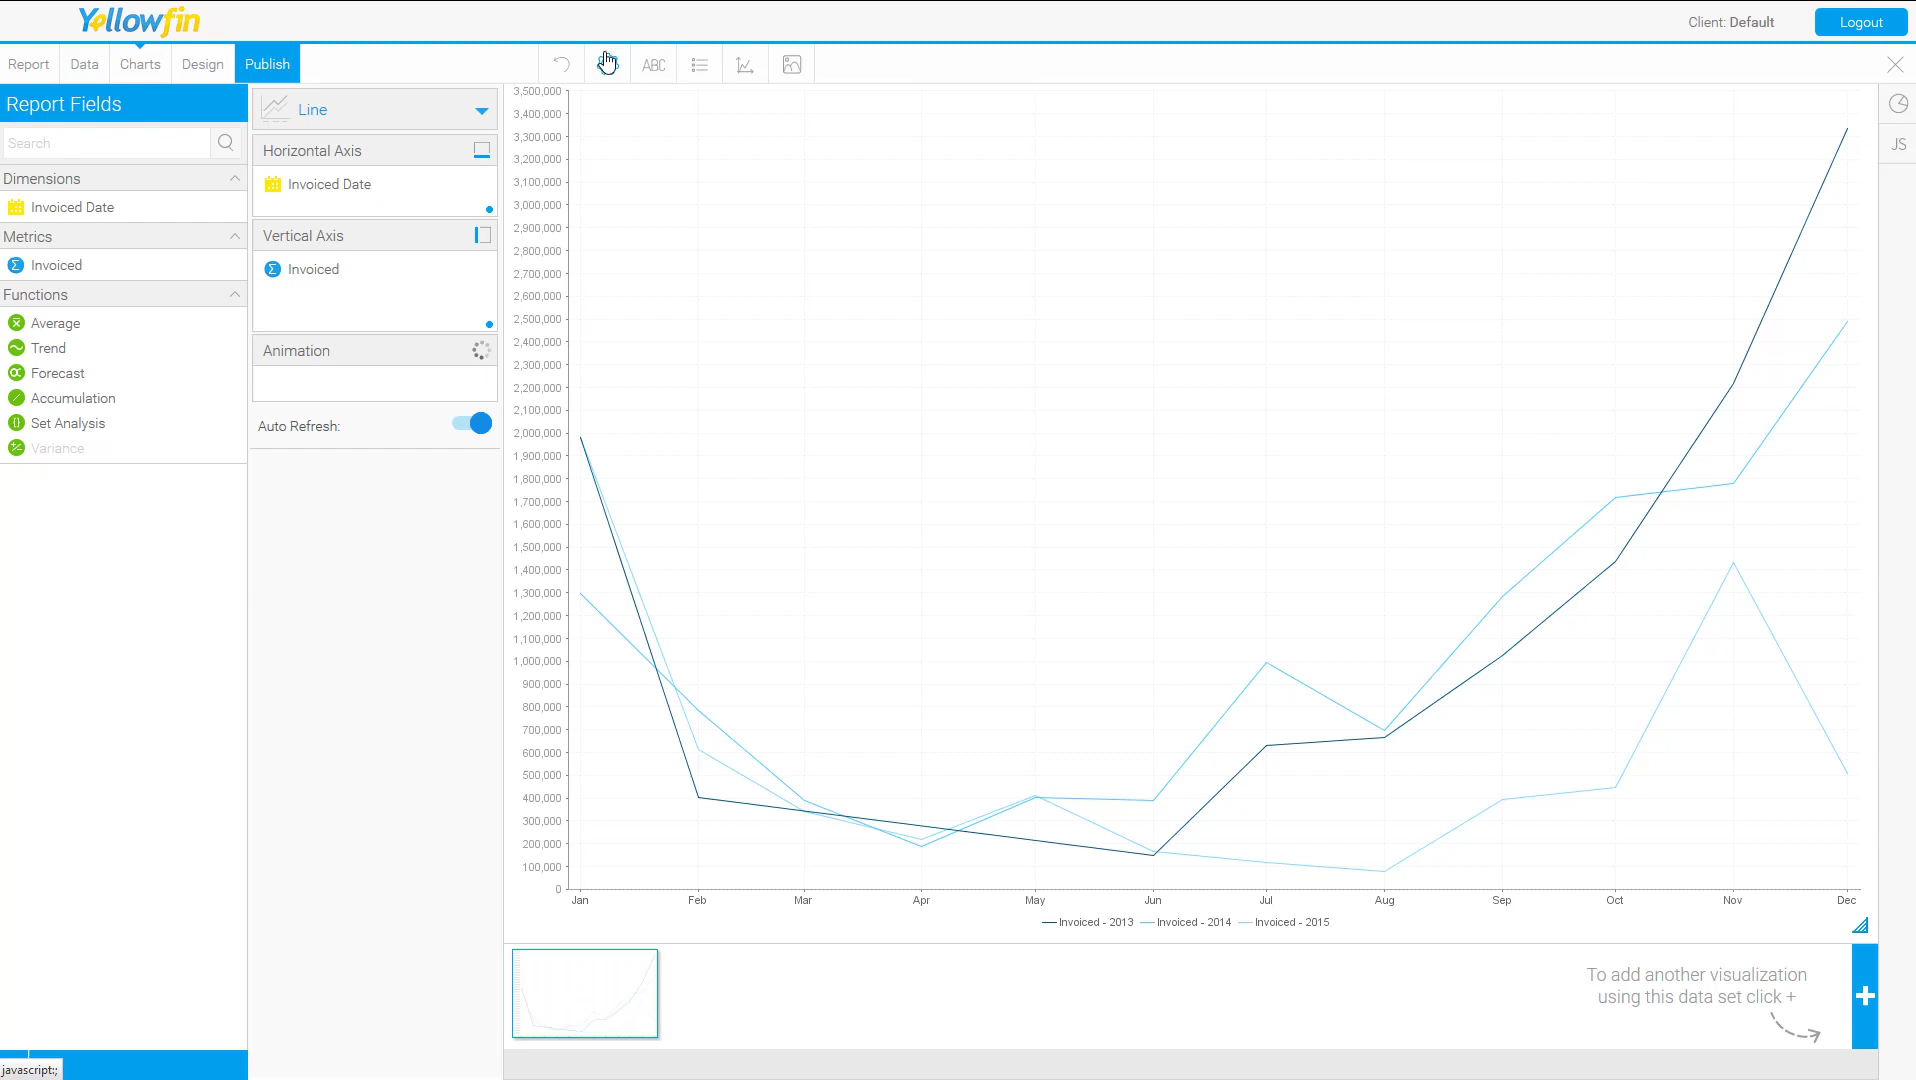 Yellowfin
Client: Default
Logout
Report
Data
Charts
Design
Publish
ABC
Report Fields
Search
Dimensions
Invoiced Date
Metrics
Invoiced
Functions
Average
Trend
Forecast
Accumulation
Set Analysis
Variance
Line
Horizontal Axis
Invoiced Date
Vertical Axis
Invoiced
Animation
Auto Refresh:
3,500,000
3,400,000
3,300,000
3,200,000
3,100,000
3,000,000
2,900,000
2,800,000
2,700,000
2,600,000
2,500,000
2,400,000
2,300,000
2,200,000
2,100,000
2,000,000
1,900,000
1,800,000
1,700,000
1,600,000
1,500,000
1,400,000
1,300,000
1,200,000
1,100,000
1,000,000
900,000
800,000
700,000
600,000
500,000
400,000
300,000
200,000
100,000
0
Jan Feb Mar Apr May Jun Jul Aug Sep Oct Nov Dec
Invoiced - 2013 Invoiced - 2014 Invoiced - 2015
JS
To add another visualization
using this data set click +
javascript:;